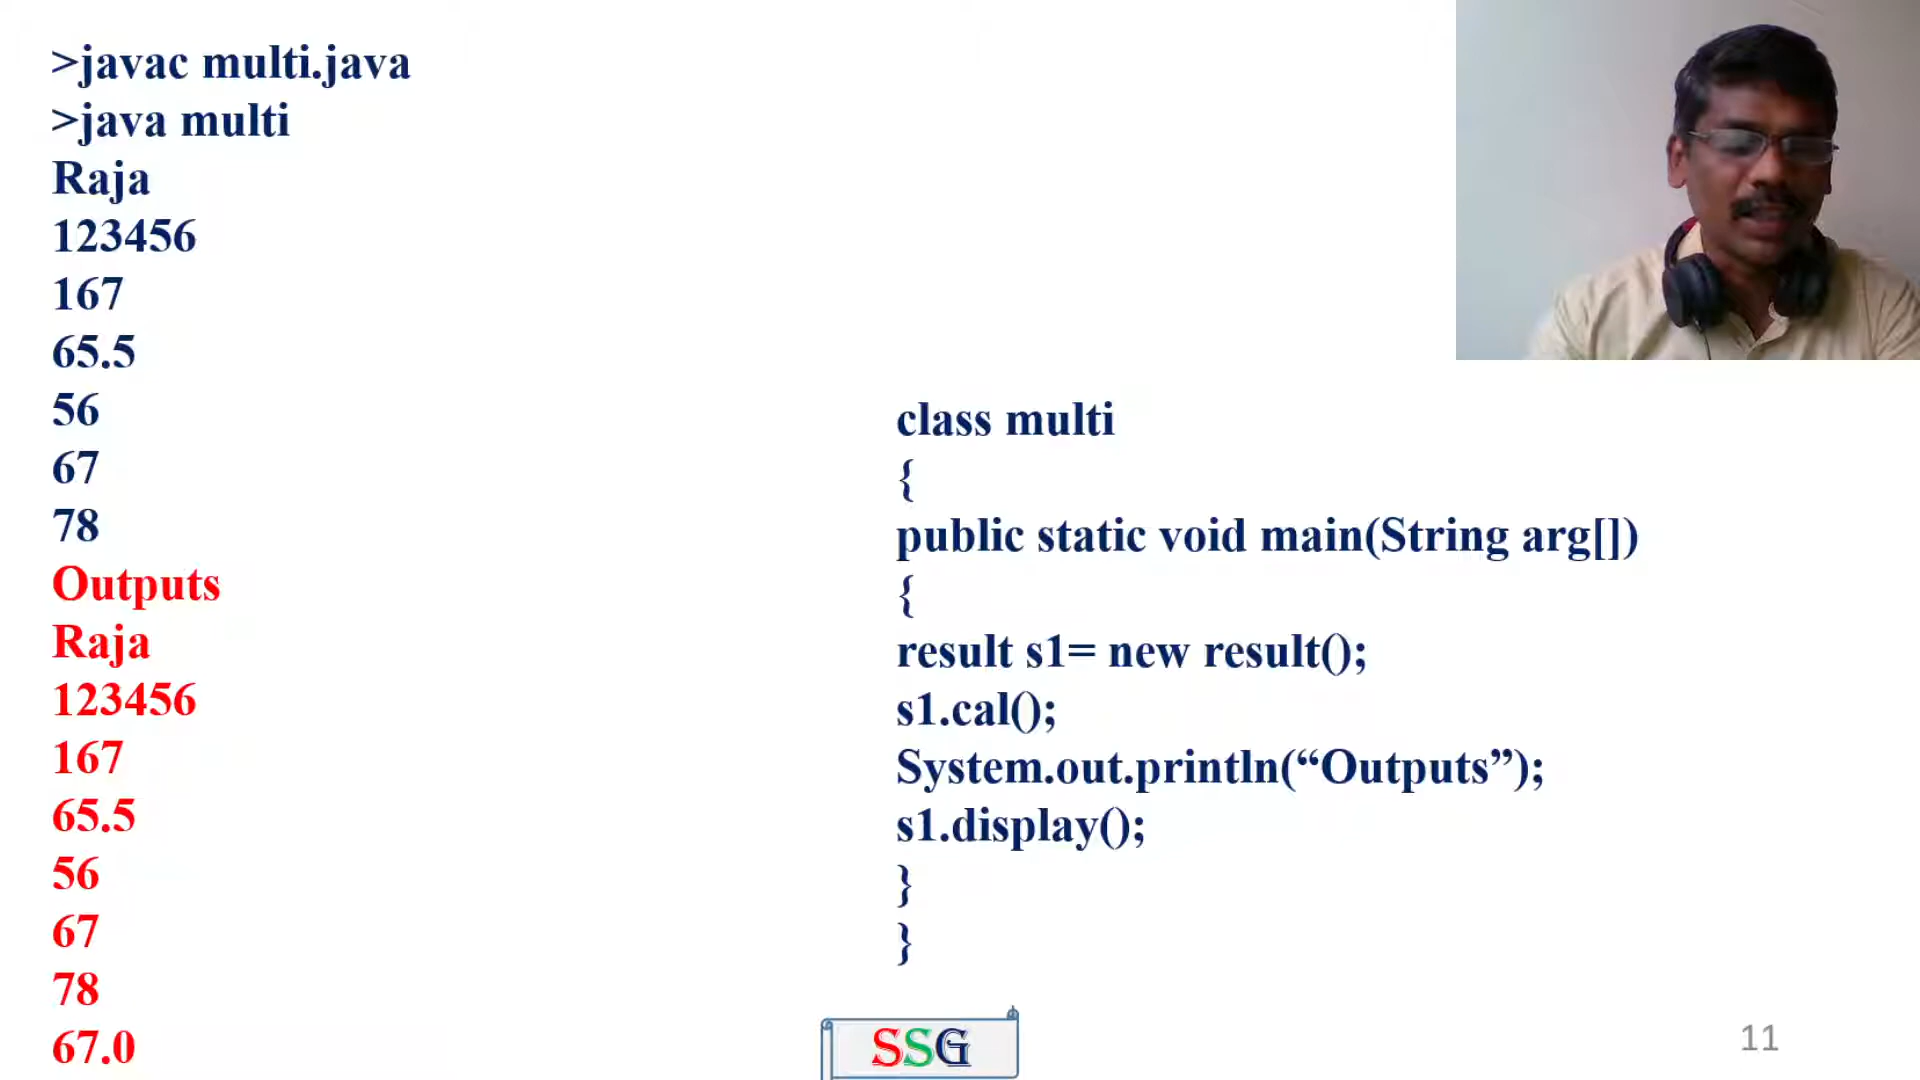 >javac multi.java
>java multi
Raja
123456
167
65.5
56
67
78
Outputs
Raja
123456
167
65.5
56
67
78
67.0
class multi
{
public static void main(String arg[])
{
result s1= new result();
s1.cal();
System.out.println(“Outputs”);
s1.display();
}
}
SSG
11